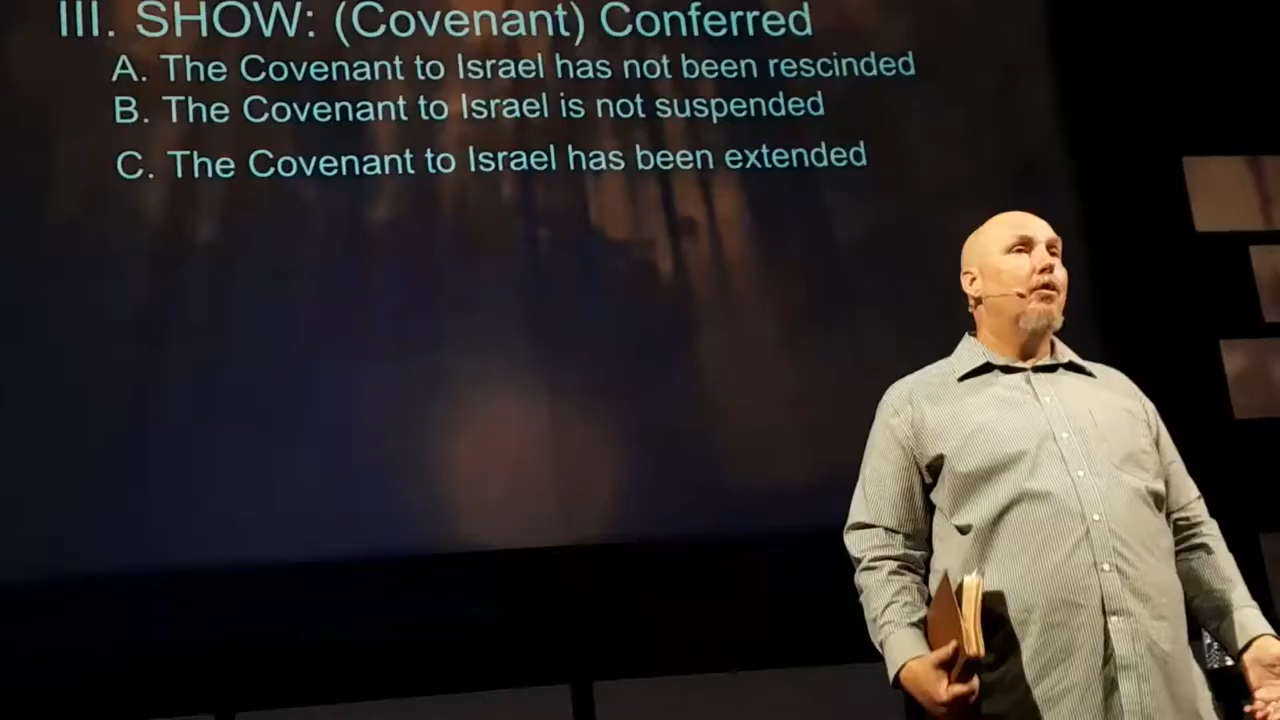 III. SHOW: (Covenant) Conferred
A. The Covenant to Israel has not been rescinded
B. The Covenant to Israel is not suspended
C. The Covenant to Israel has been extended